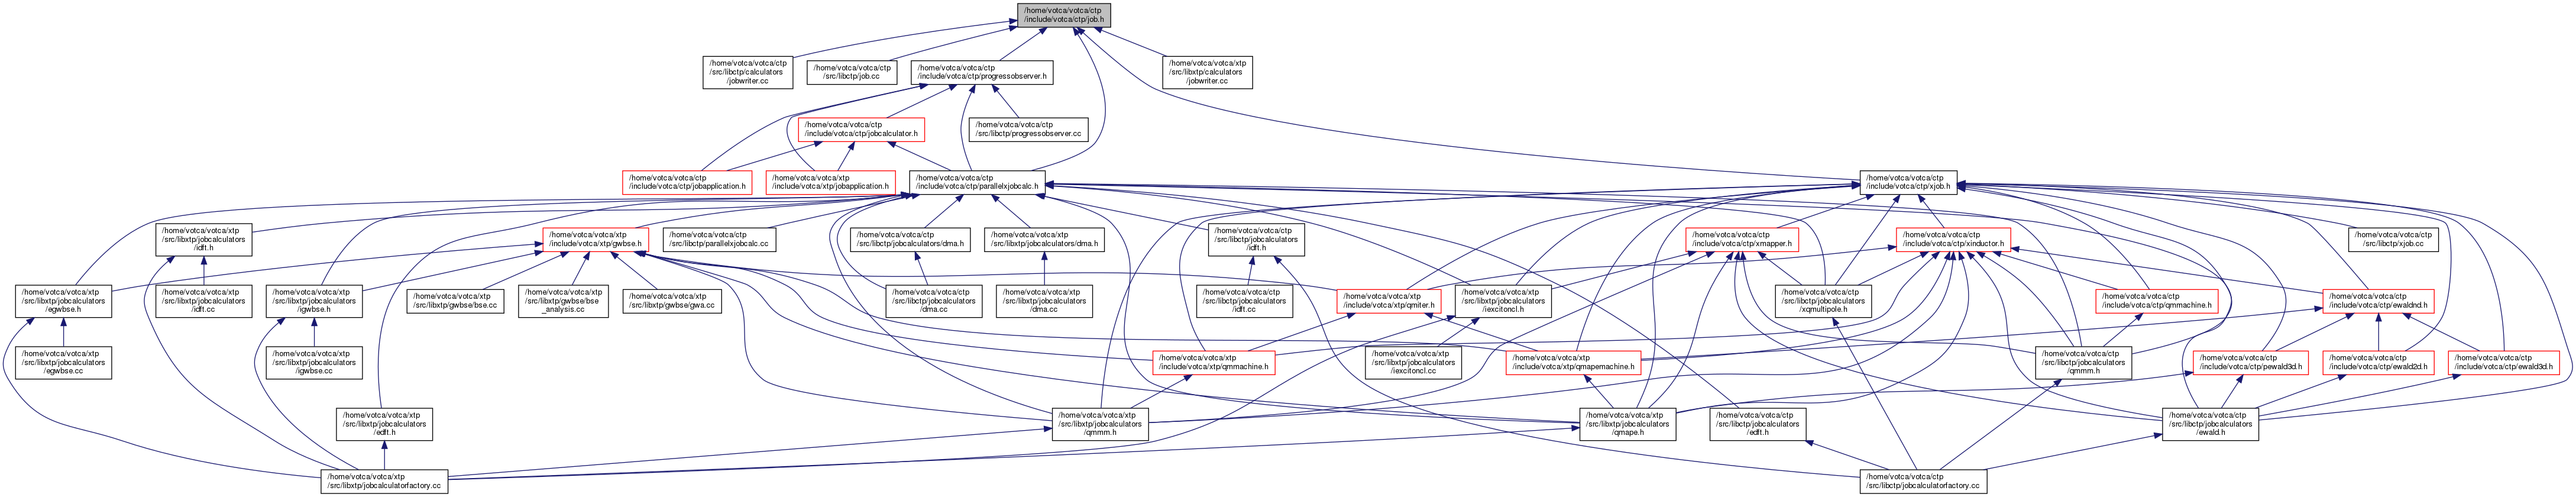 /home/votca/votca/ctp
/include/votca/ctp/job.h
/home/votca/votca/ctp
/src/libctp/calculators
/jobwriter.cc
/home/votca/votca/ctp
/src/libctp/job.cc
/home/votca/votca/ctp
/include/votca/ctp/progressobserver.h
/home/votca/votca/xtp
/src/libxtp/calculators
/jobwriter.cc
/home/votca/votca/ctp
/include/votca/ctp/jobcalculator.h
/home/votca/votca/ctp
/src/libctp/progressobserver.cc
/home/votca/votca/ctp
/include/votca/ctp/jobapplication.h
/home/votca/votca/xtp
/include/votca/xtp/jobapplication.h
/home/votca/votca/ctp
/include/votca/ctp/parallelxjobcalc.h
/home/votca/votca/ctp
/include/votca/ctp/xjob.h
/home/votca/votca/xtp
/src/libxtp/jobcalculators
/idft.h
/home/votca/votca/xtp
/include/votca/xtp/gwbse.h
/home/votca/votca/ctp
/src/libctp/parallelxjobcalc.cc
/home/votca/votca/ctp
/src/libctp/jobcalculators/dma.h
/home/votca/votca/xtp
/src/libxtp/jobcalculators/dma.h
/home/votca/votca/ctp
/src/libctp/jobcalculators
/idft.h
/home/votca/votca/ctp
/include/votca/ctp/xmapper.h
/home/votca/votca/ctp
/include/votca/ctp/xinductor.h
/home/votca/votca/ctp
/src/libctp/xjob.cc
/home/votca/votca/xtp
/src/libxtp/jobcalculators
/egwbse.h
/home/votca/votca/xtp
/src/libxtp/jobcalculators
/idft.cc
/home/votca/votca/xtp
/src/libxtp/jobcalculators
/igwbse.h
/home/votca/votca/xtp
/src/libxtp/gwbse/bse.cc
/home/votca/votca/xtp
/src/libxtp/gwbse/bse
_analysis.cc
/home/votca/votca/xtp
/src/libxtp/gwbse/gwa.cc
/home/votca/votca/ctp
/src/libctp/jobcalculators
/dma.cc
/home/votca/votca/xtp
/src/libxtp/jobcalculators
/dma.cc
/home/votca/votca/ctp
/src/libctp/jobcalculators
/idft.cc
/home/votca/votca/xtp
/include/votca/xtp/qmiter.h
/home/votca/votca/xtp
/src/libxtp/jobcalculators
/iexcitoncl.h
/home/votca/votca/ctp
/src/libctp/jobcalculators
/xqmultipole.h
/home/votca/votca/ctp
/include/votca/ctp/qmmachine.h
/home/votca/votca/ctp
/include/votca/ctp/ewaldnd.h
/home/votca/votca/xtp
/src/libxtp/jobcalculators
/egwbse.cc
/home/votca/votca/xtp
/src/libxtp/jobcalculators
/igwbse.cc
/home/votca/votca/xtp
/include/votca/xtp/qmmachine.h
/home/votca/votca/xtp
/src/libxtp/jobcalculators
/iexcitoncl.cc
/home/votca/votca/xtp
/include/votca/xtp/qmapemachine.h
/home/votca/votca/ctp
/src/libctp/jobcalculators
/qmmm.h
/home/votca/votca/ctp
/include/votca/ctp/pewald3d.h
/home/votca/votca/ctp
/include/votca/ctp/ewald2d.h
/home/votca/votca/ctp
/include/votca/ctp/ewald3d.h
/home/votca/votca/xtp
/src/libxtp/jobcalculators
/edft.h
/home/votca/votca/xtp
/src/libxtp/jobcalculators
/qmmm.h
/home/votca/votca/xtp
/src/libxtp/jobcalculators
/qmape.h
/home/votca/votca/ctp
/src/libctp/jobcalculators
/edft.h
/home/votca/votca/ctp
/src/libctp/jobcalculators
/ewald.h
/home/votca/votca/xtp
/src/libxtp/jobcalculatorfactory.cc
/home/votca/votca/ctp
/src/libctp/jobcalculatorfactory.cc